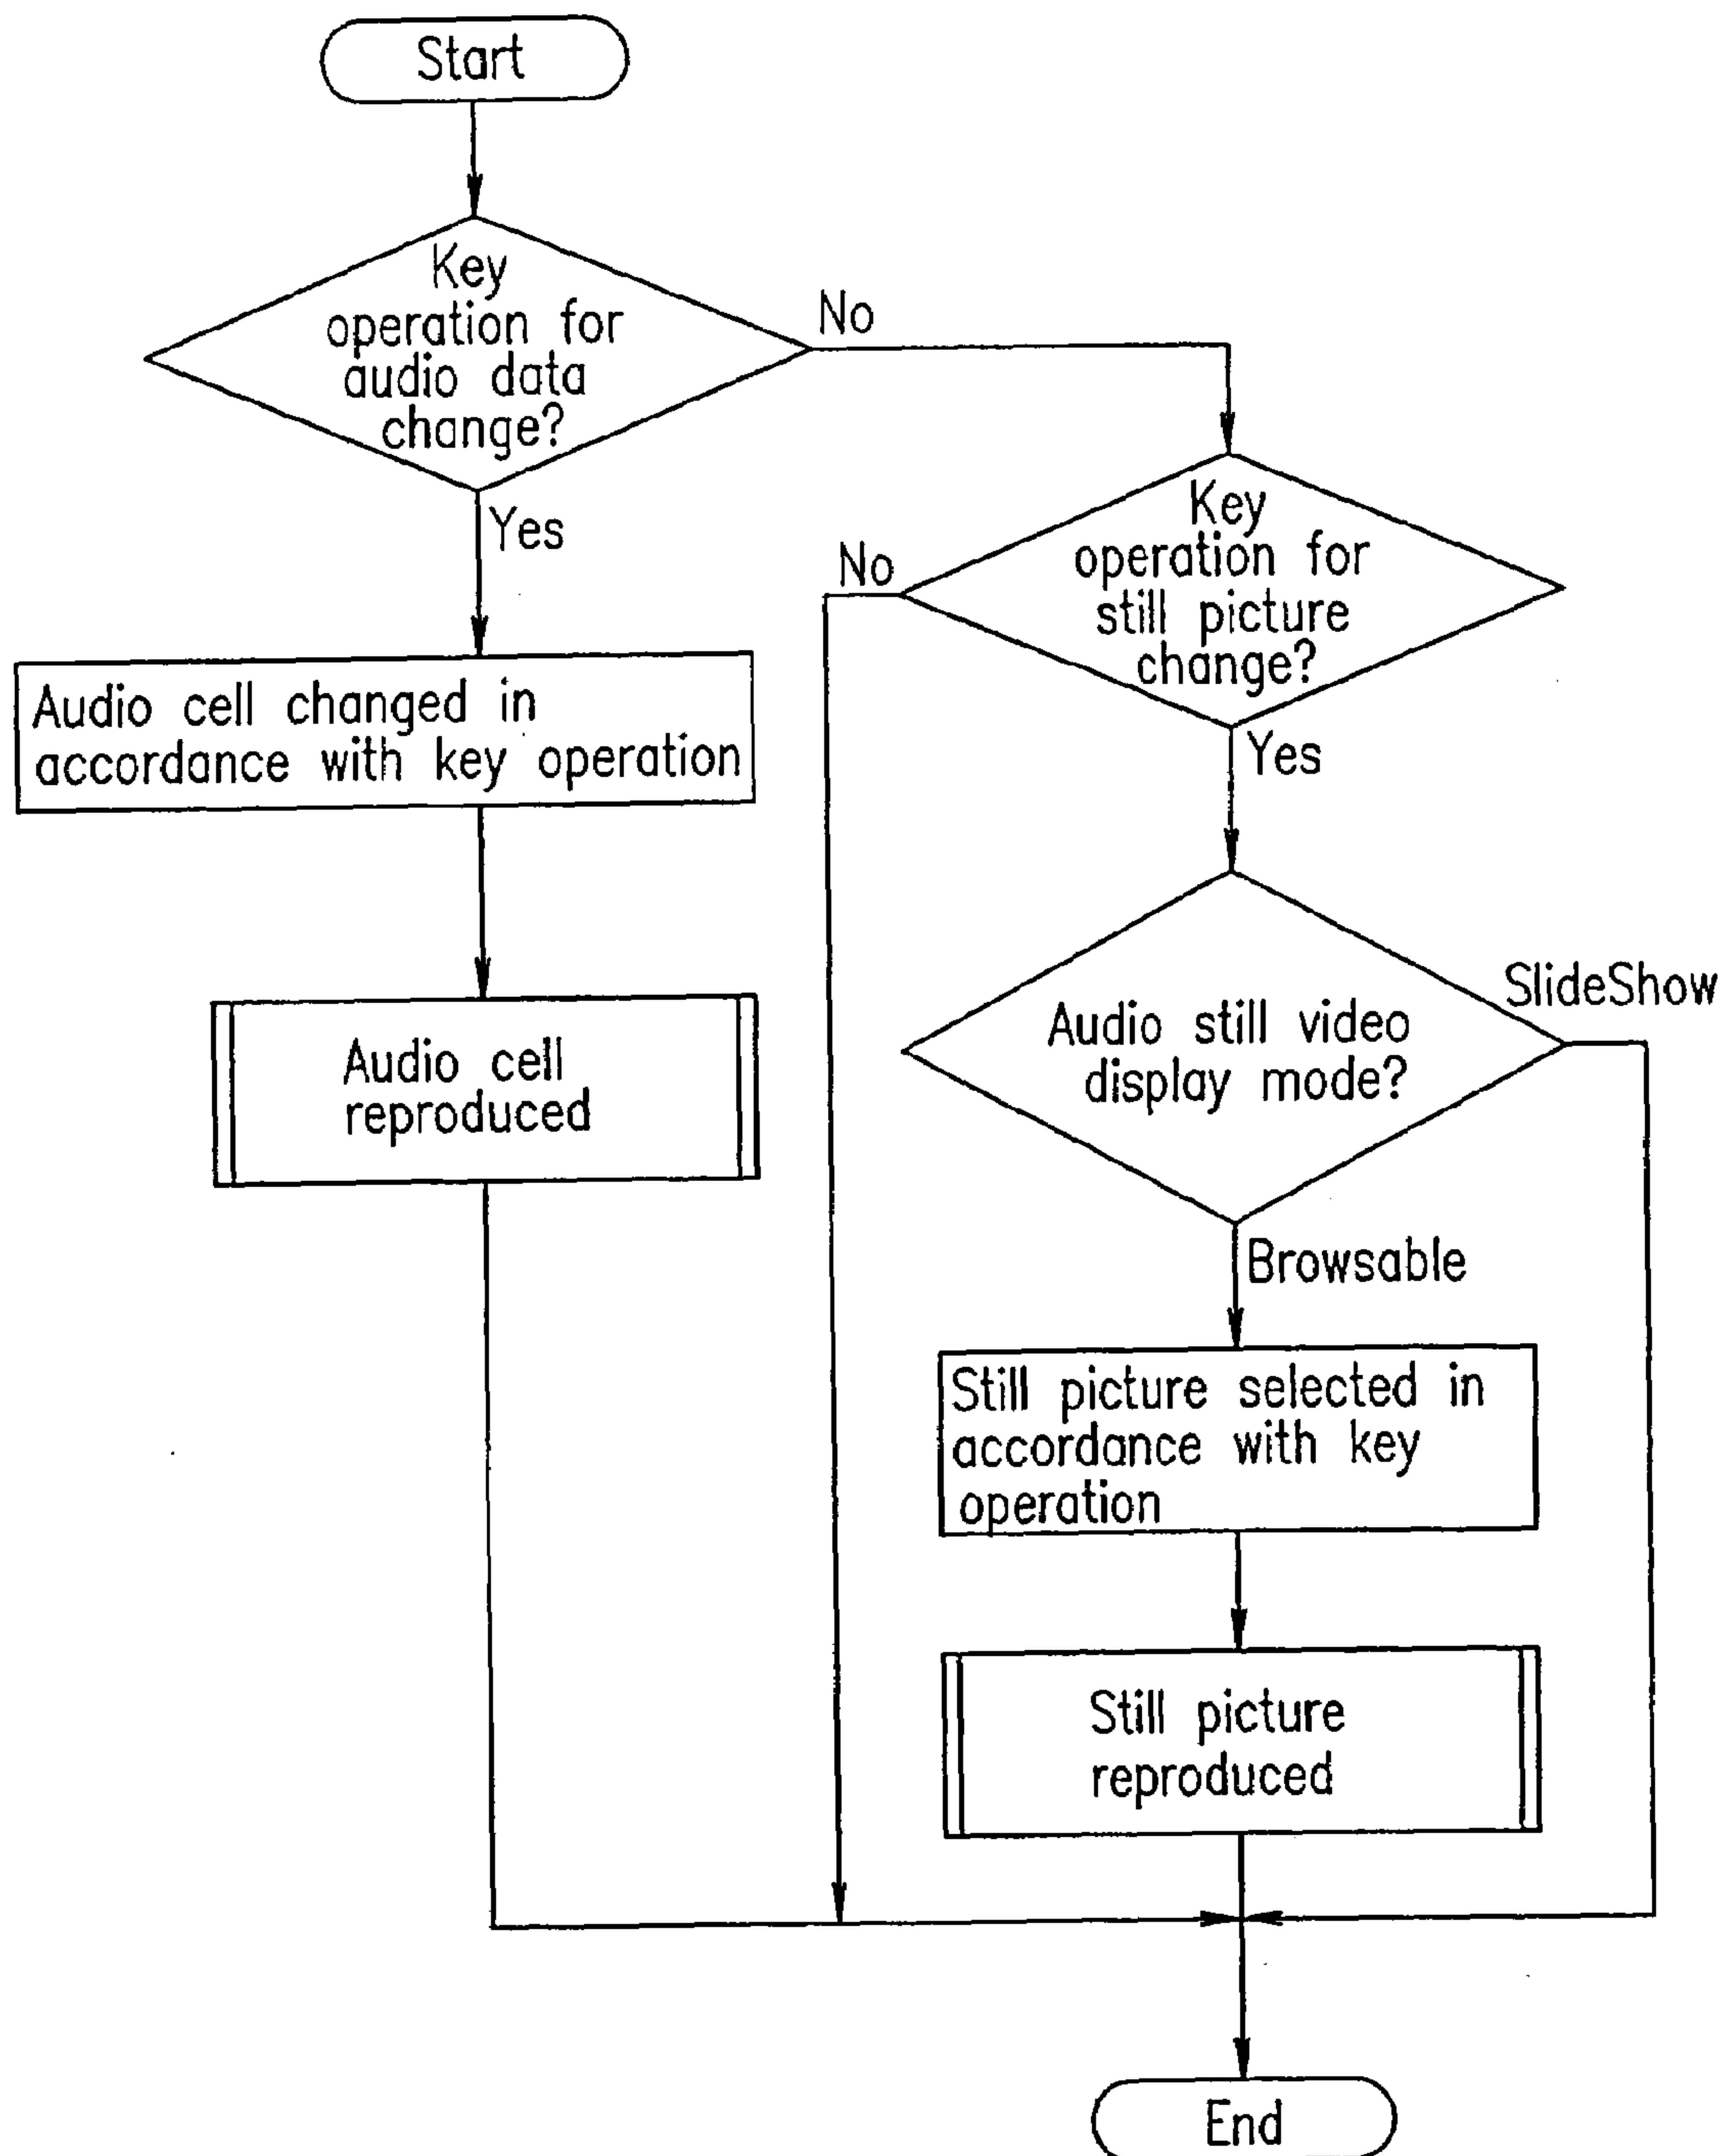 Start
Key
operation for
audio data
change?
No
Yes
Key
operation for
still picture
change?
No
Yes
Audio cell changed in
accordance with key operation
Audio cell
reproduced
Audio still video
display mode?
SlideShow
Browsable
Still picture selected in
accordance with key
operation
Still picture
reproduced
End